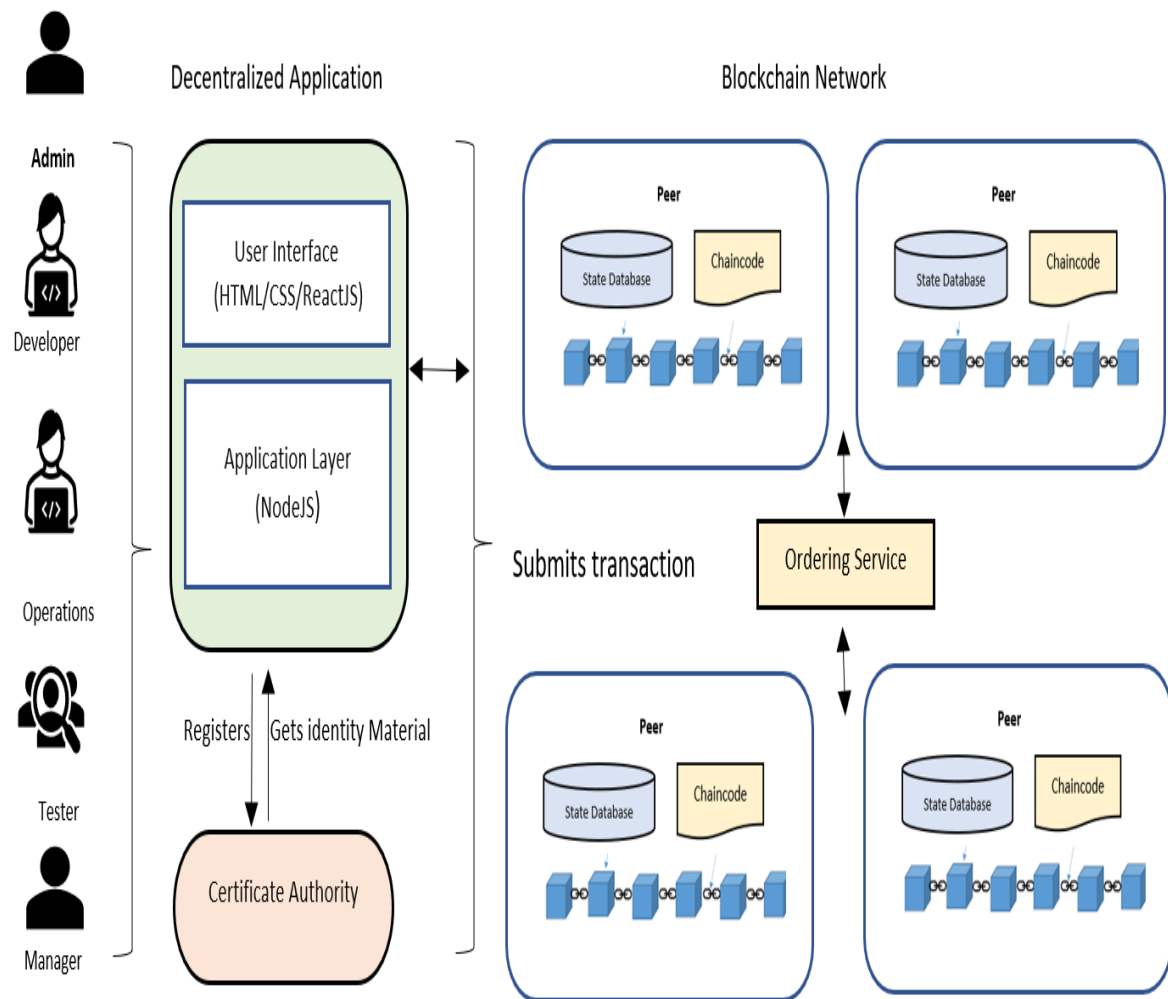 Decentralized Application
Blockchain Network
Admin
Developer
Operations
Tester
Manager
User Interface
(HTML/CSS/ReactJS)
Application Layer
(NodeJS)
Registers
Gets identity Material
Certificate Authority
Peer
State Database
Chaincode
Peer
State Database
Chaincode
Submits transaction
Ordering Service
Peer
State Database
Chaincode
Peer
State Database
Chaincode